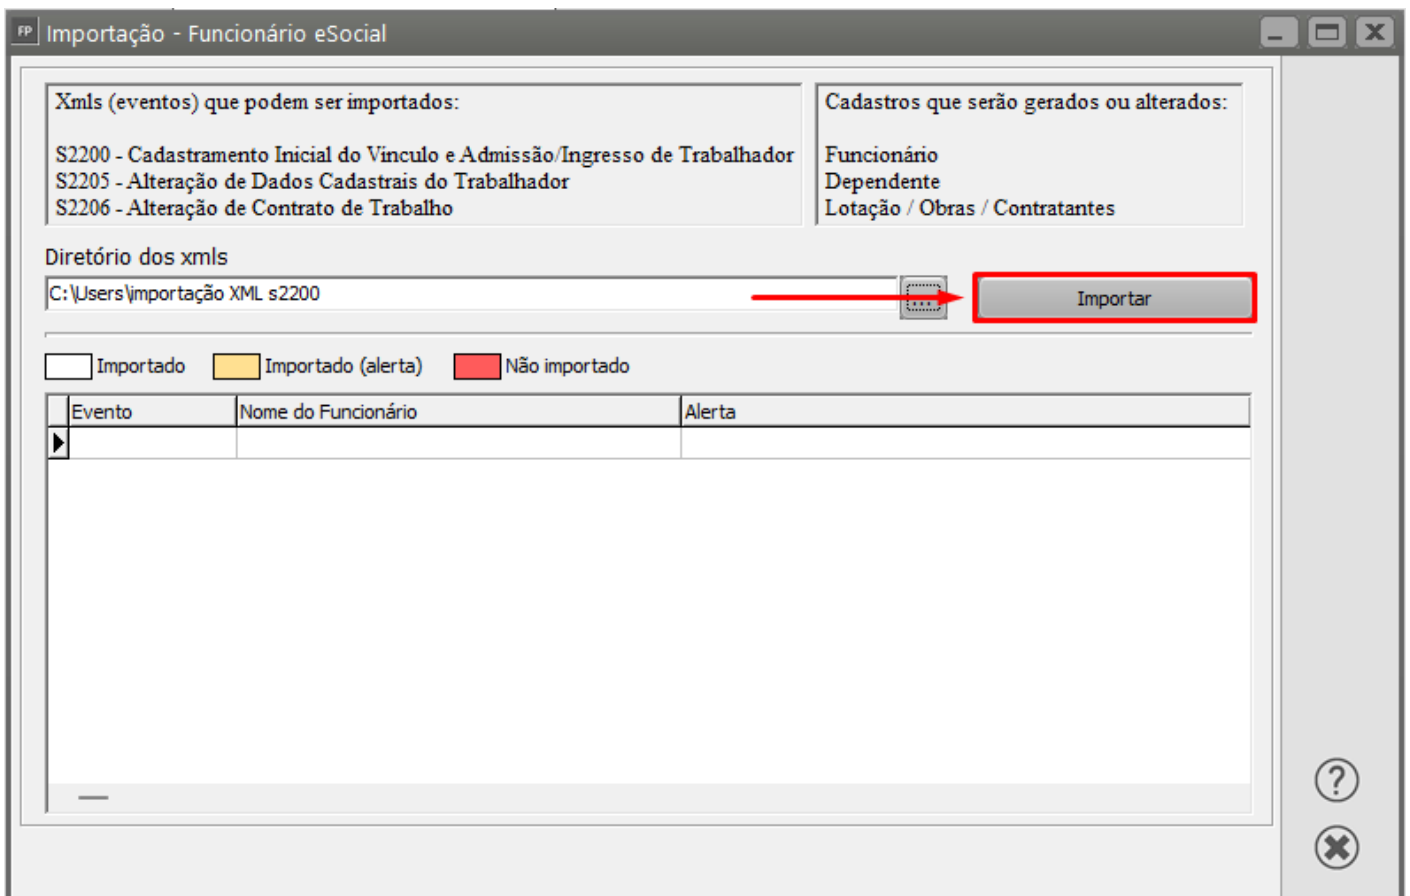 FP Importação - Funcionário eSocial
Xmls (eventos) que podem ser importados:
S2200 - Cadastramento Inicial do Vínculo e Admissão/Ingresso de Trabalhador
S2205 - Alteração de Dados Cadastrais do Trabalhador
S2206 - Alteração de Contrato de Trabalho
Cadastros que serão gerados ou alterados:
Funcionário
Dependente
Lotação / Obras / Contratantes
Diretório dos xmls
C:\Users\importação XML s2200
...
Importar
Importado Importado (alerta) Não importado
Evento Nome do Funcionário Alerta
?